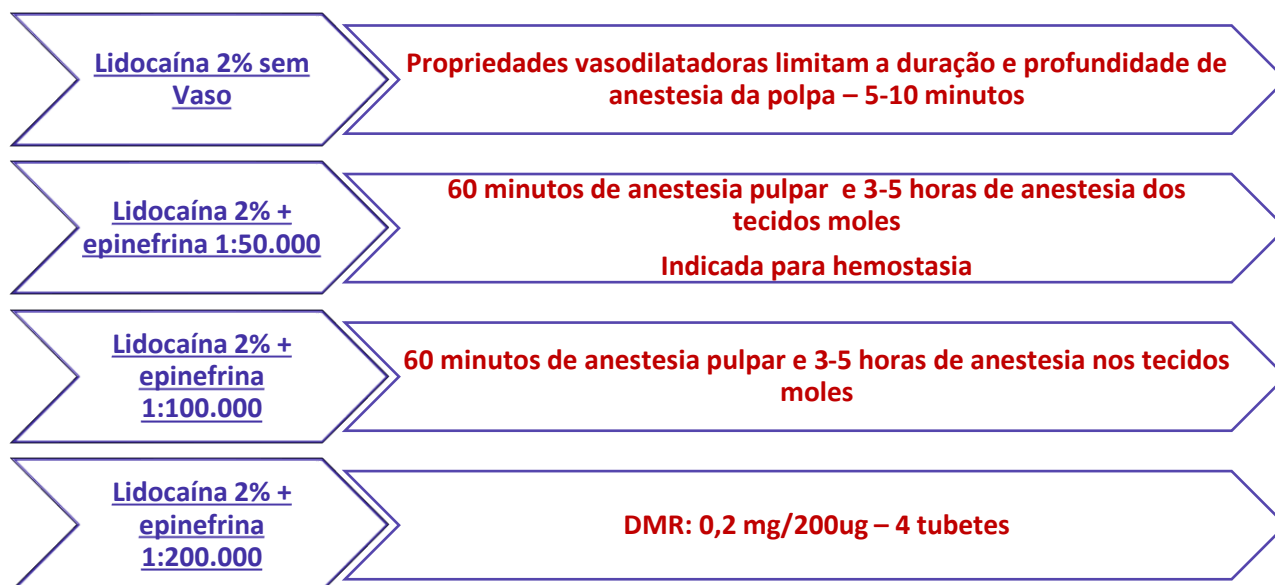 Lidocaína 2% sem
Vaso
Propriedades vasodilatadoras limitam a duração e profundidade de
anestesia da polpa – 5-10 minutos
Lidocaína 2% +
epinefrina 1:50.000
60 minutos de anestesia pulpar e 3-5 horas de anestesia dos
tecidos moles
Indicada para hemostasia
Lidocaína 2% +
epinefrina
1:100.000
60 minutos de anestesia pulpar e 3-5 horas de anestesia nos tecidos
moles
Lidocaína 2% +
epinefrina
1:200.000
DMR: 0,2 mg/200ug – 4 tubetes